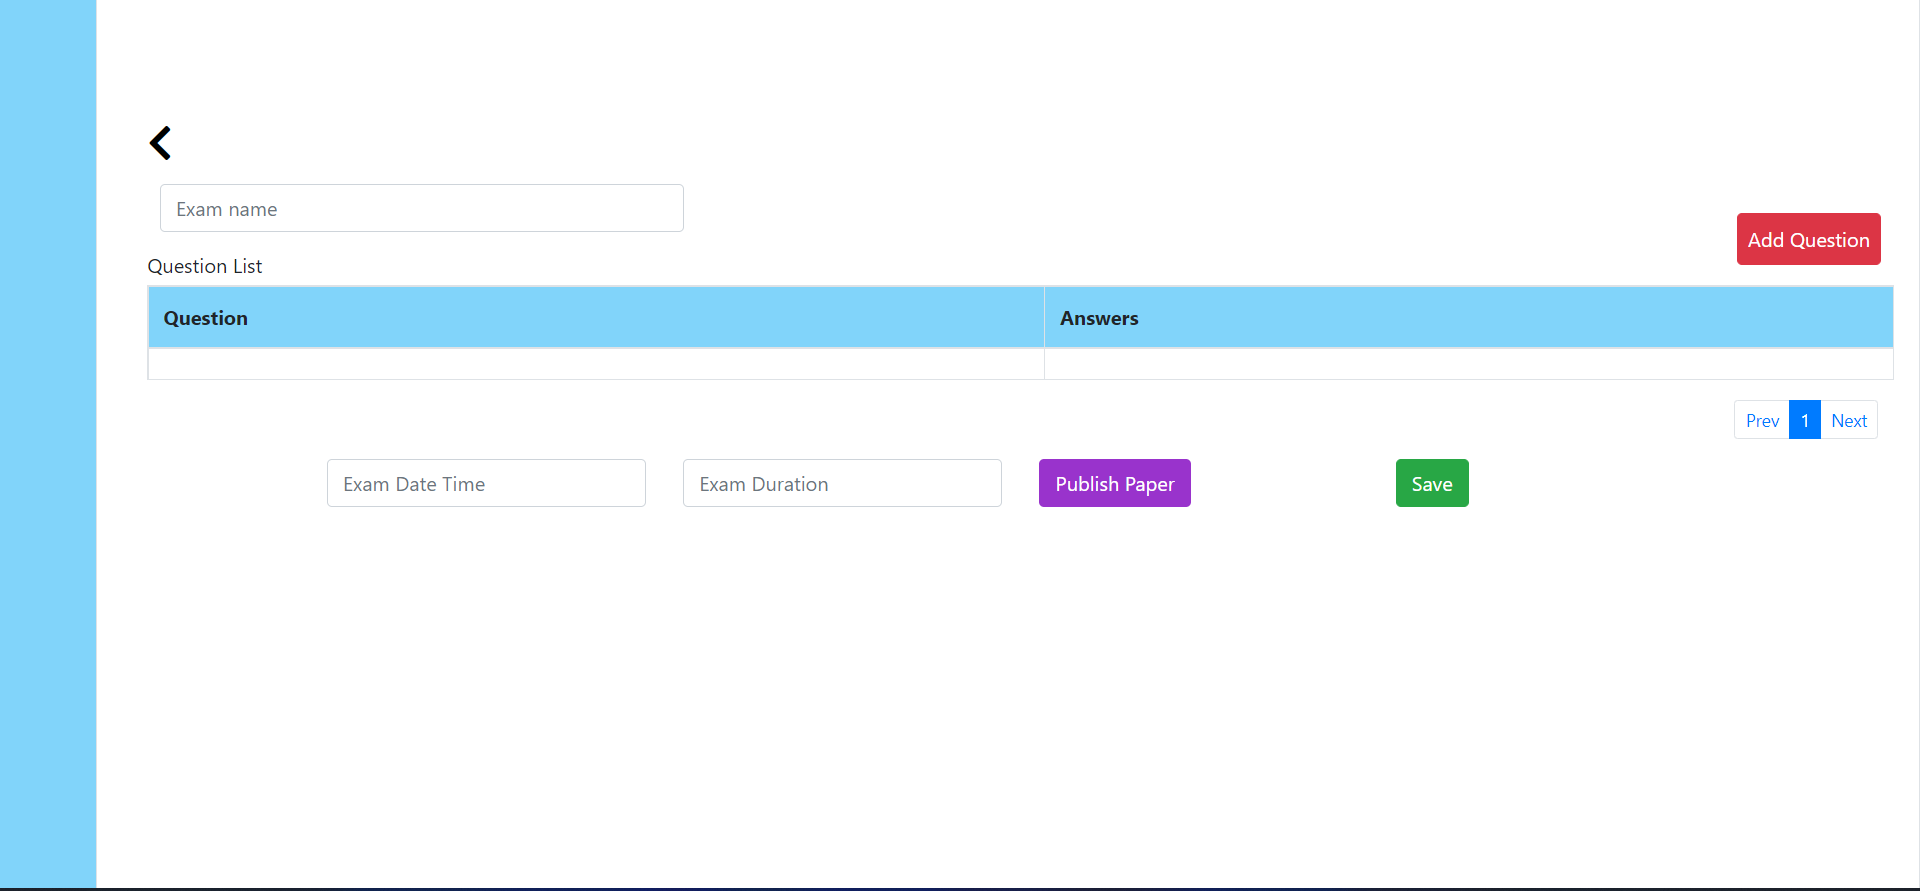 Exam name
Add Question
Question List
Question Answers
Prev 1 Next
Exam Date Time Exam Duration Publish Paper Save